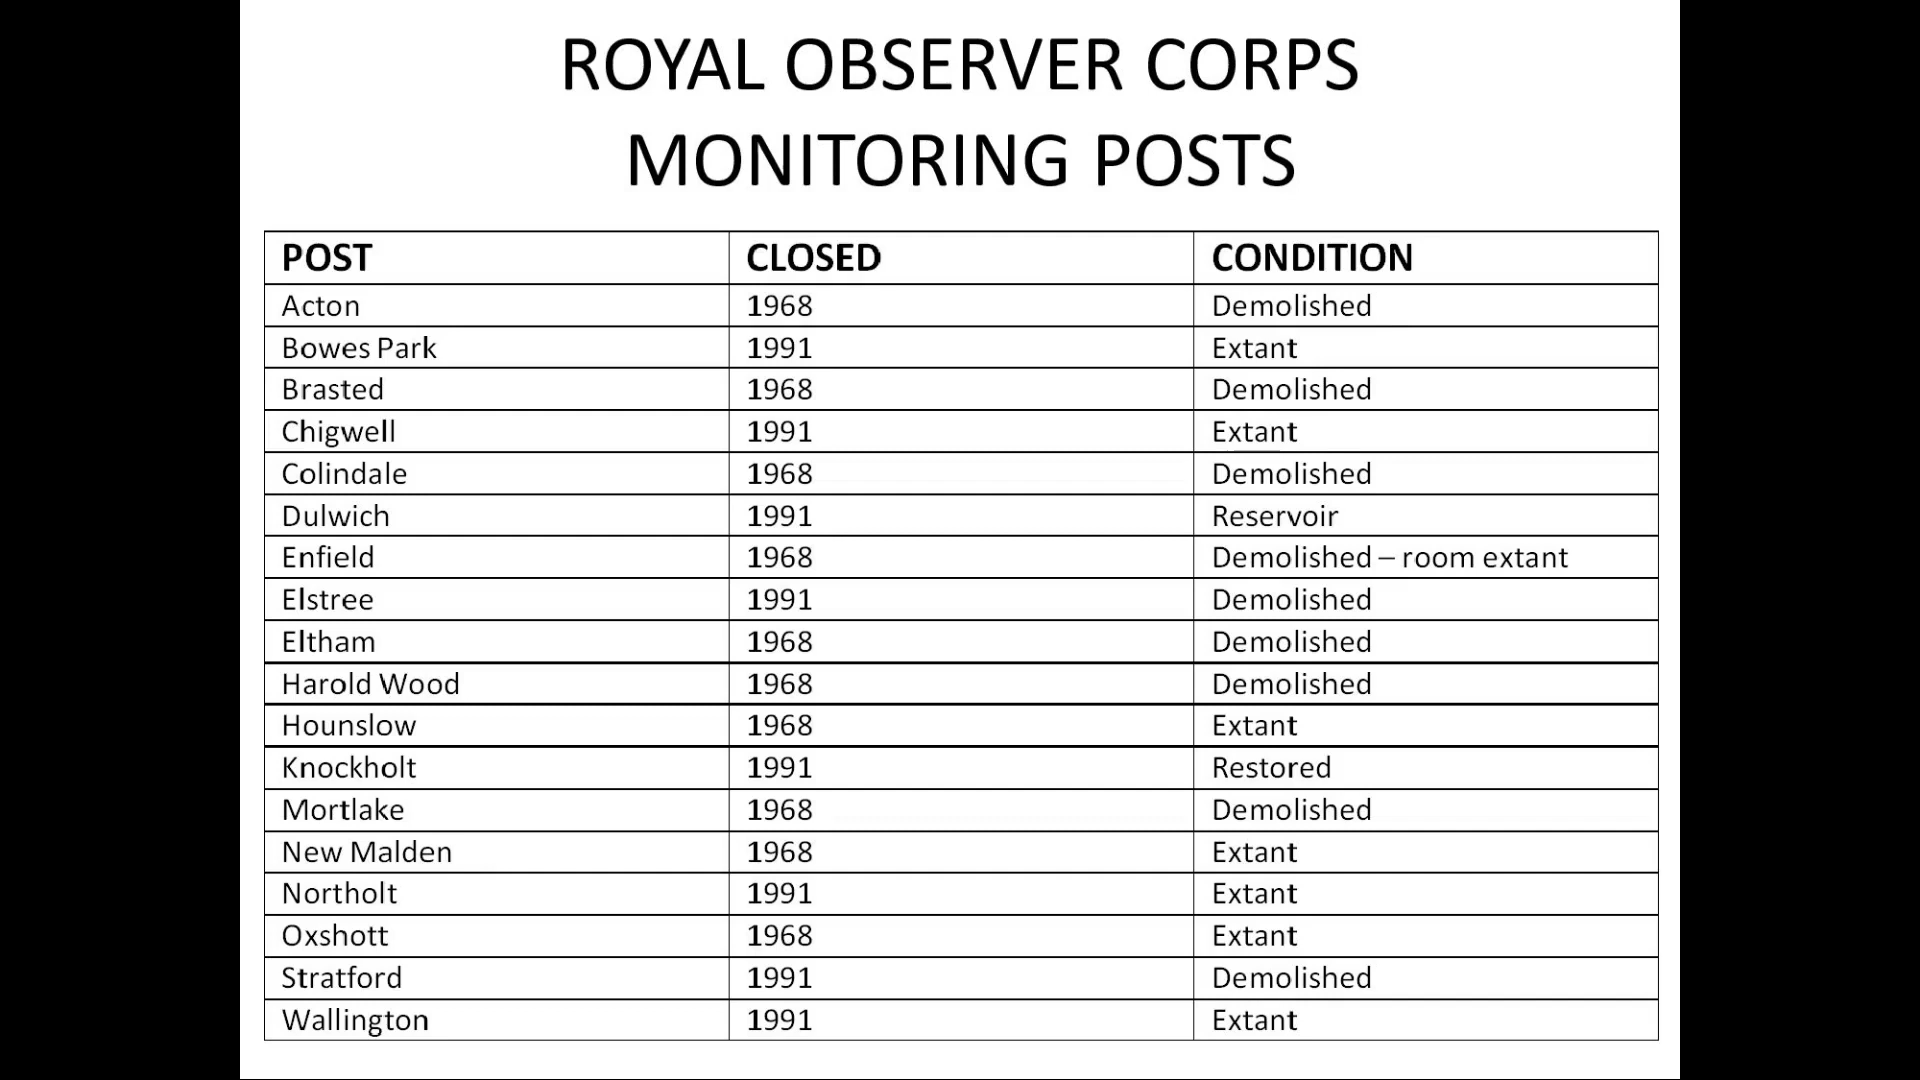 ROYAL OBSERVER CORPS
MONITORING POSTS
POST CLOSED CONDITION
Acton 1968 Demolished
Bowes Park 1991 Extant
Brasted 1968 Demolished
Chigwell 1991 Extant
Colindale 1968 Demolished
Dulwich 1991 Reservoir
Enfield 1968 Demolished – room extant
Elstree 1991 Demolished
Eltham 1968 Demolished
Harold Wood 1968 Demolished
Hounslow 1968 Extant
Knockholt 1991 Restored
Mortlake 1968 Demolished
New Malden 1968 Extant
Northolt 1991 Extant
Oxshott 1968 Extant
Stratford 1991 Demolished
Wallington 1991 Extant